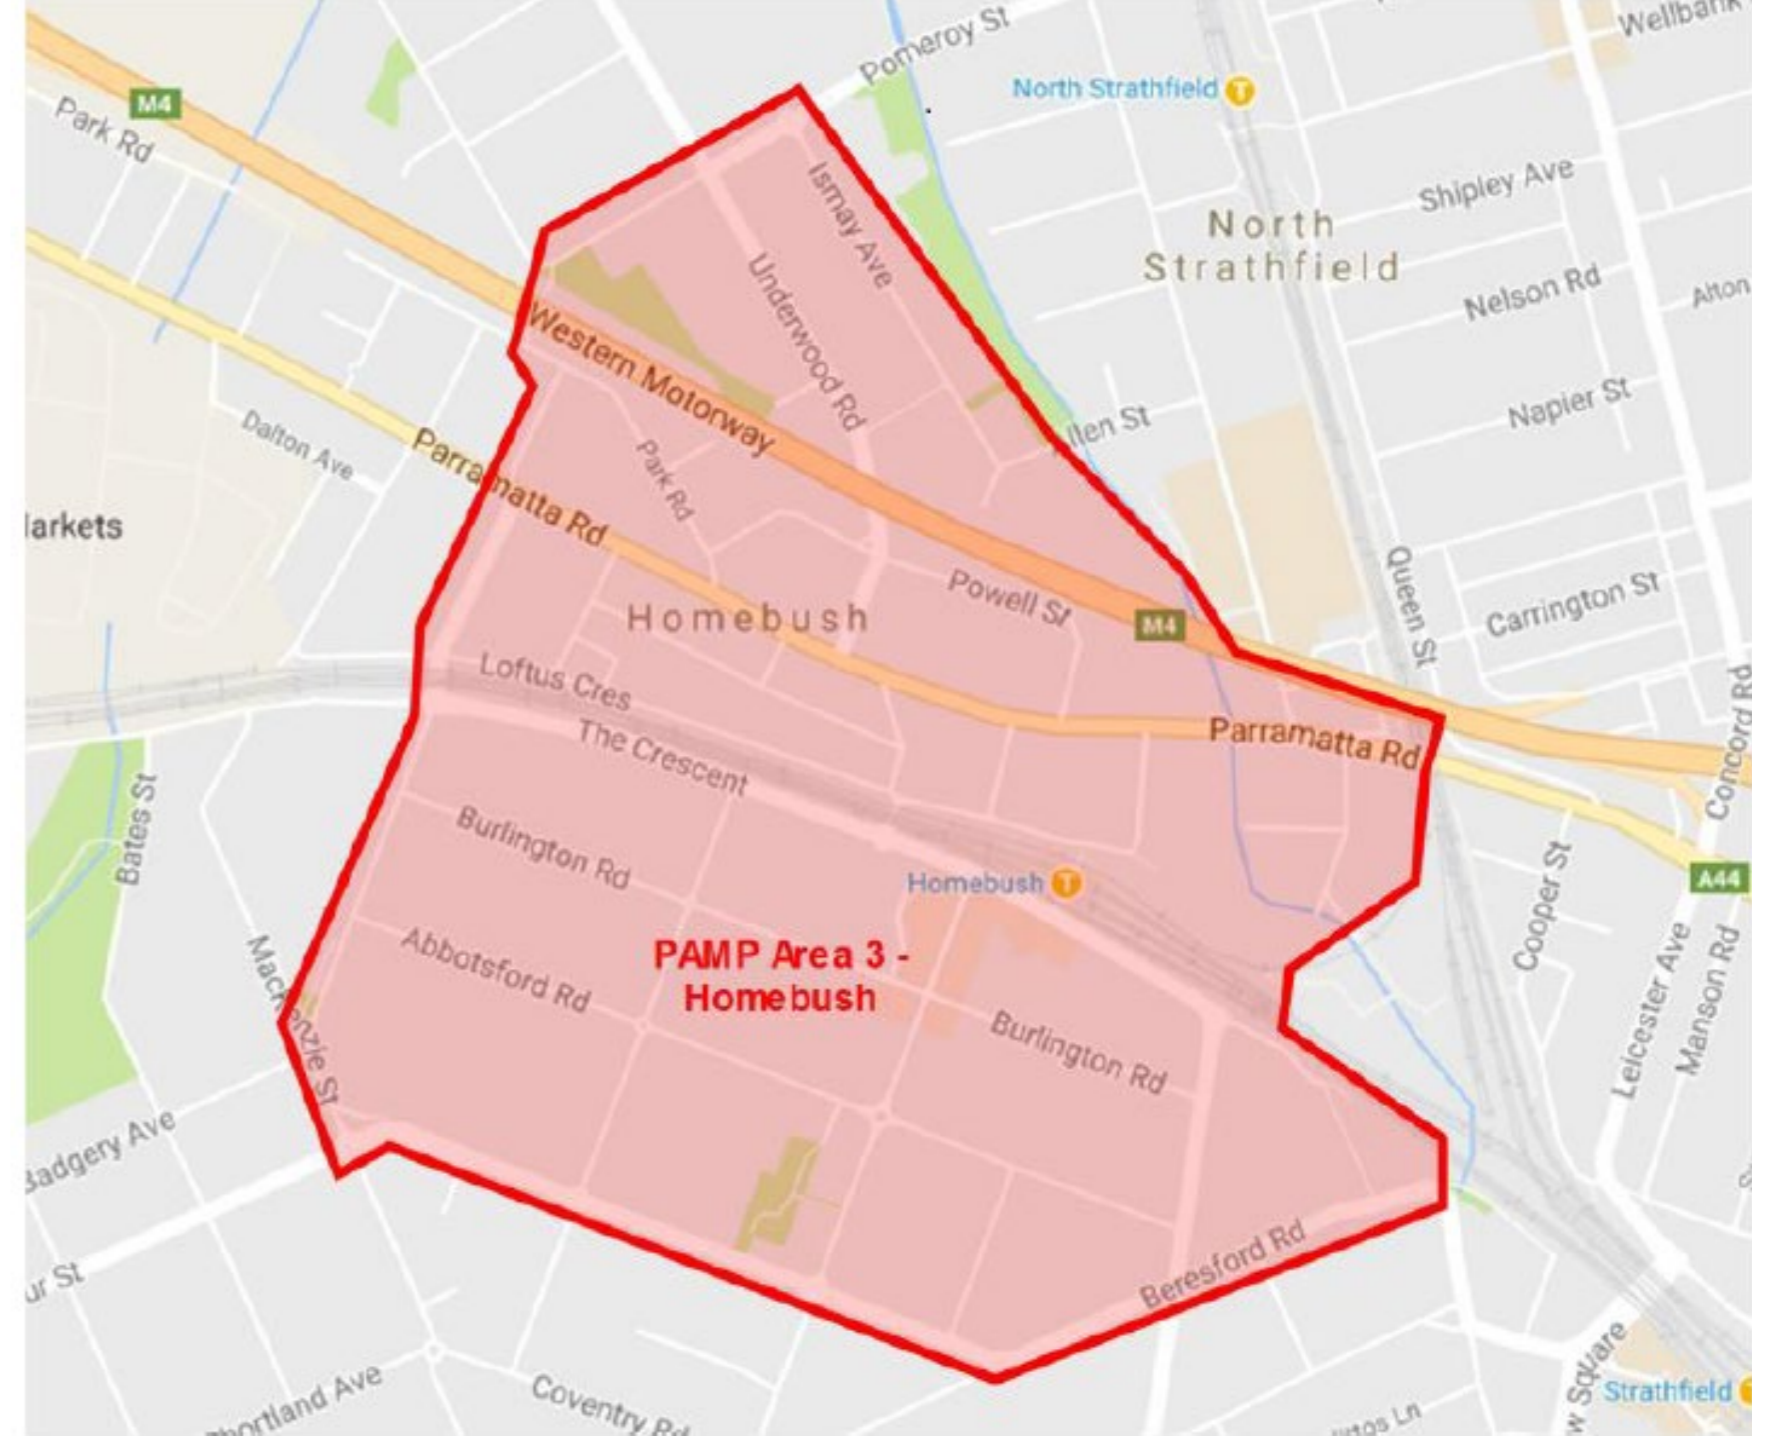 Wellbank
Pomeroy St
North Strathfield T
M4
Park Rd
Shipley Ave
Ismay Ave
North
Strathfield
Underwood Rd
Nelson Rd
Western Motorway
Napier St
Dalton Ave
Parramatta Rd
Park Rd
Queen St
Powell St
Carrington St
M4
Homebush
Loftus Cres
The Crescent
Parramatta Rd
Concord Rd
Bates St
Burlington Rd
Homebush T
A44
Cooper St
Abbotsford Rd
PAMP Area 3 -
Homebush
Mackenzie St
Burlington Rd
Leicester Ave
Manson Rd
Badgery Ave
Beresford Rd
Coventry Rd
Square
Strathfield